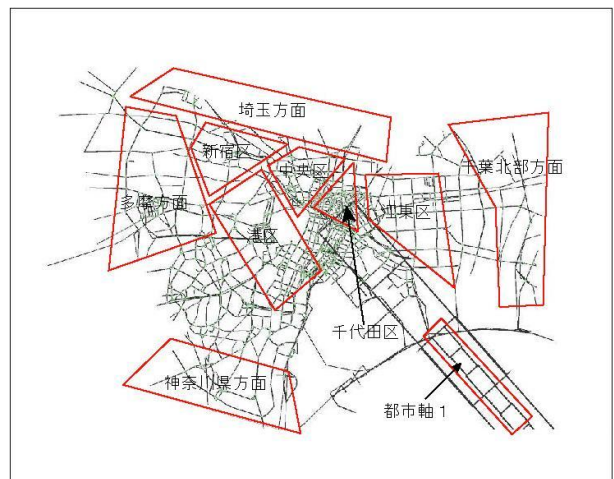 埼玉方面
新宿区
中央区
千葉北部方面
多摩方面
江東区
港区
千代田区
神奈川県方面
都市軸1